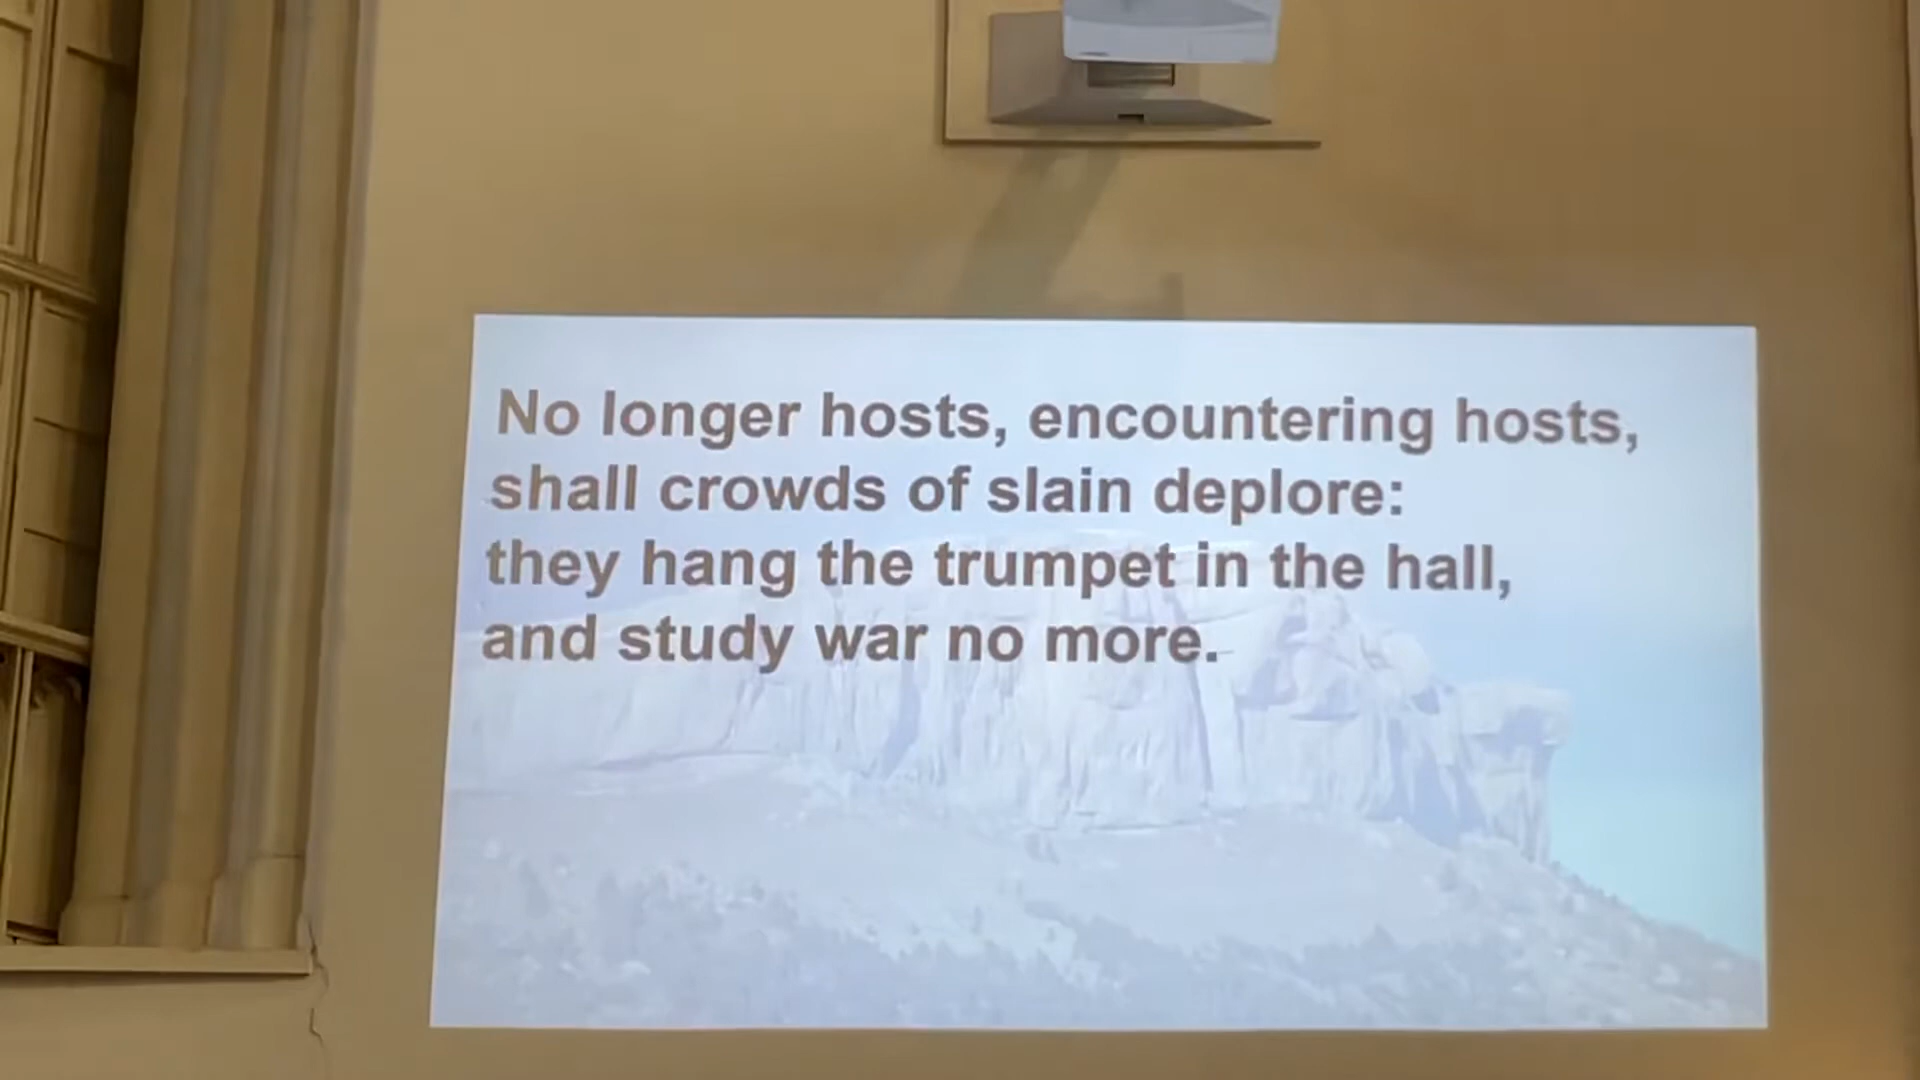 No longer hosts, encountering hosts,
shall crowds of slain deplore:
they hang the trumpet in the hall,
and study war no more.